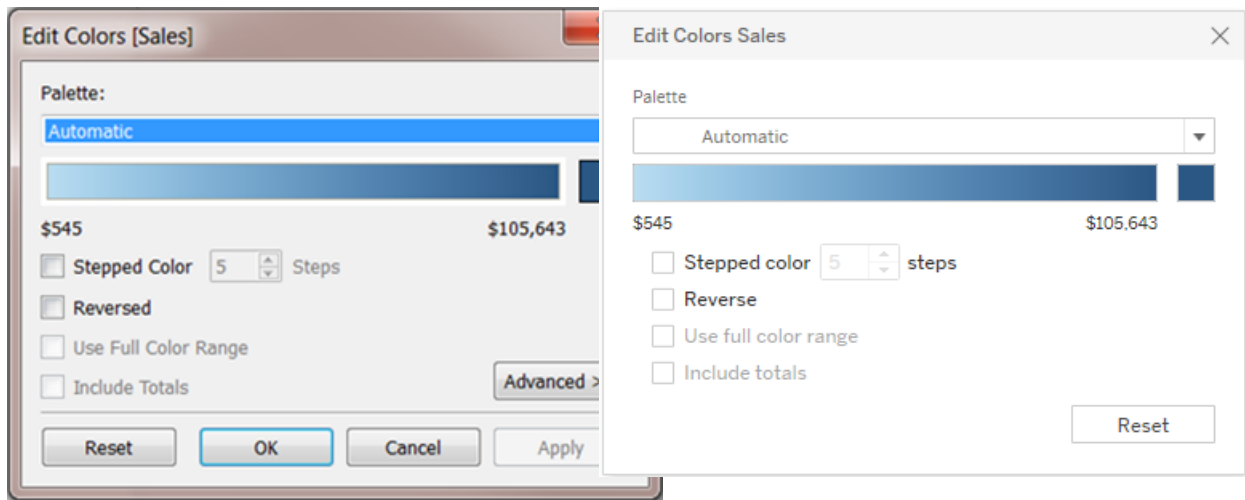 Edit Colors [Sales]
Palette:
Automatic
$545 $105,643
Stepped Color 5 Steps
Reversed
Use Full Color Range
Include Totals
Advanced >
Reset OK Cancel Apply
Edit Colors Sales
Palette
Automatic
$545 $105,643
Stepped color 5 steps
Reverse
Use full color range
Include totals
Reset